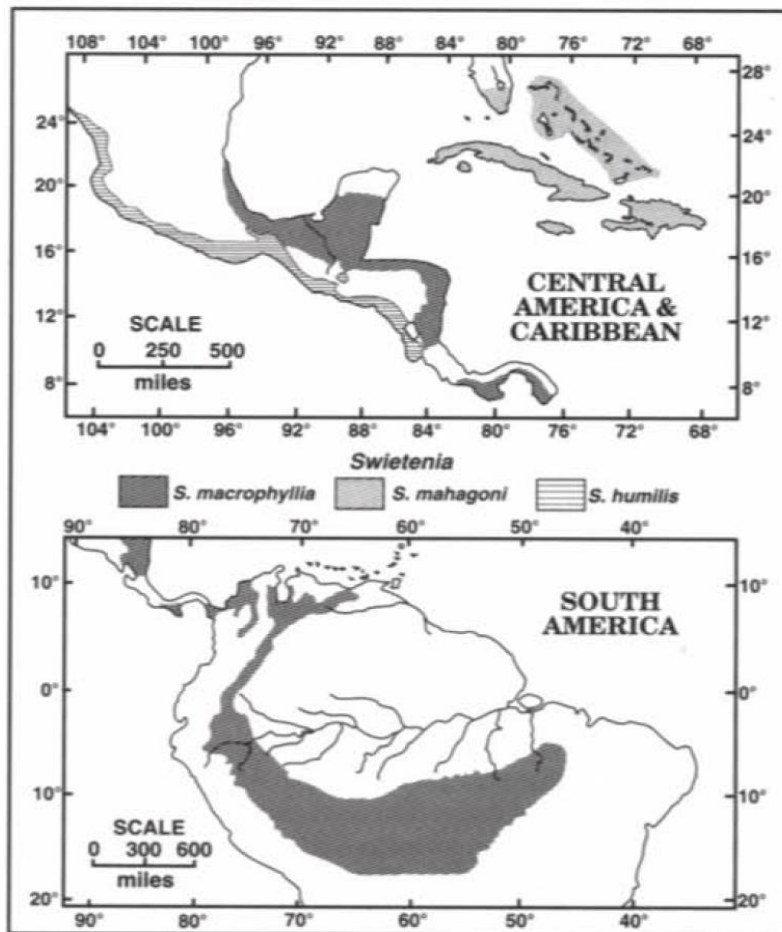 108° 104° 100° 96° 92° 88° 84° 80° 76° 72° 68°
28° 28°
24° 24°
20° 20°
16° 16°
12° 12°
8° 8°
CENTRAL
AMERICA &
CARIBBEAN
SCALE
0 250 500
miles
104° 100° 96° 92° 88° 84° 80° 76° 72° 68°
Swietenia
S. macrophyllia S. mahagoni S. humilis
90° 80° 70° 60° 50° 40°
10° 10°
SOUTH
AMERICA
0° 0°
10° 10°
SCALE
0 300 600
miles
20° 20°
90° 80° 70° 60° 50° 40°